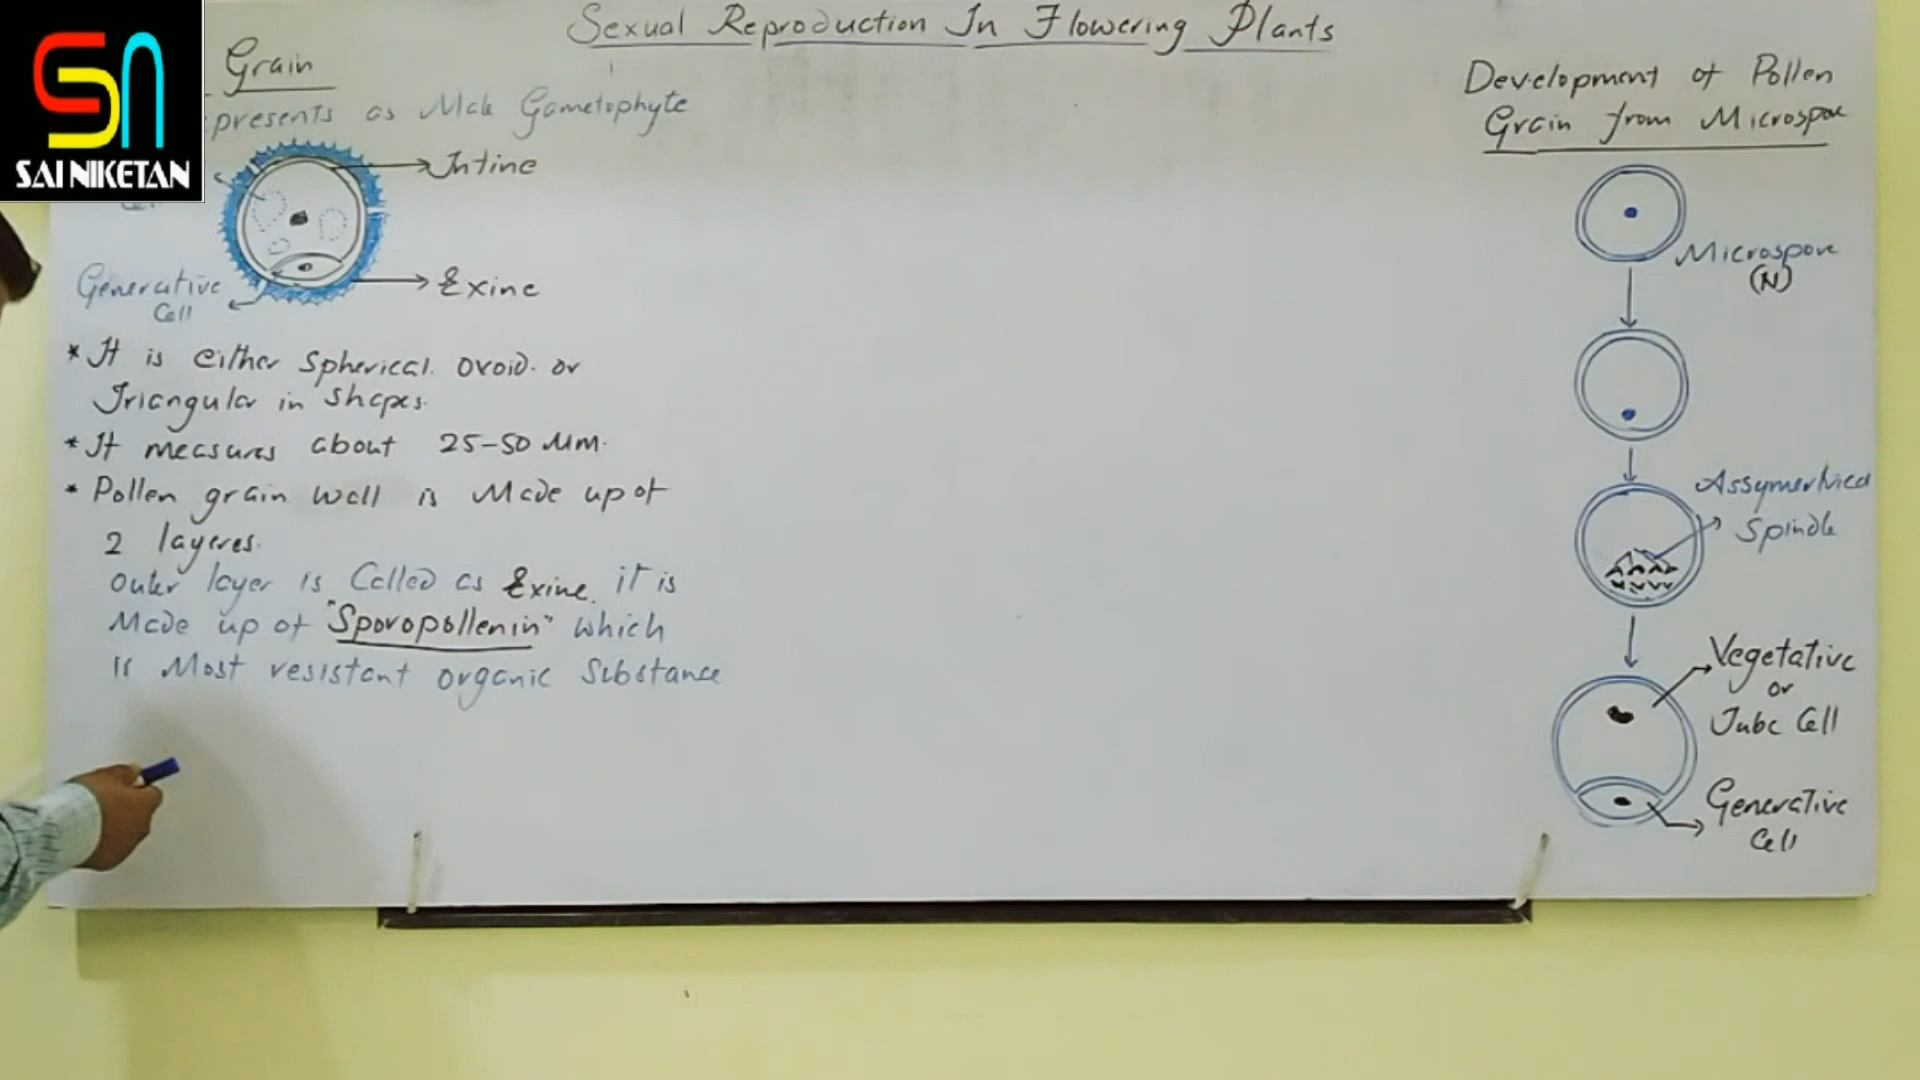 Sexual Reproduction In Flowering Plants
SN
SAI NIKETAN
Grain
presents as Male Gametophyte
Intine
Generative
Cell
Exine
* It is either Spherical. Ovoid. or
Triangular in Shapes.
* It measures about 25-50 μm.
* Pollen grain wall is Made up of
2 layeres.
Outer layer is Called as Exine. it is
Made up of "Sporopollenin" which
is Most resistant organic Substance
Development of Pollen
Grain from Microspore
Microspore
(N)
Assymertrical
Spindle
Vegetative
or
Tube Cell
Generative
Cell